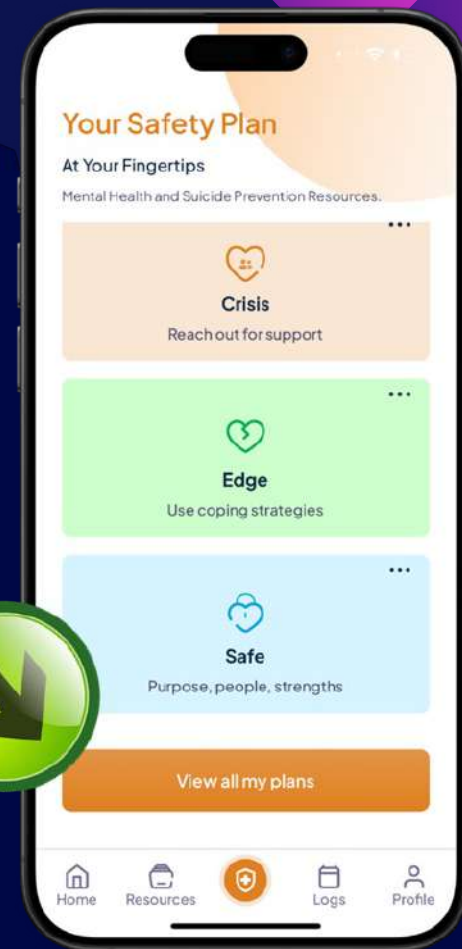 Your Safety Plan
At Your Fingertips
Mental Health and Suicide Prevention Resources.
Crisis
Reach out for support
Edge
Use coping strategies
Safe
Purpose, people, strengths
View all my plans
Home Resources Logs Profile